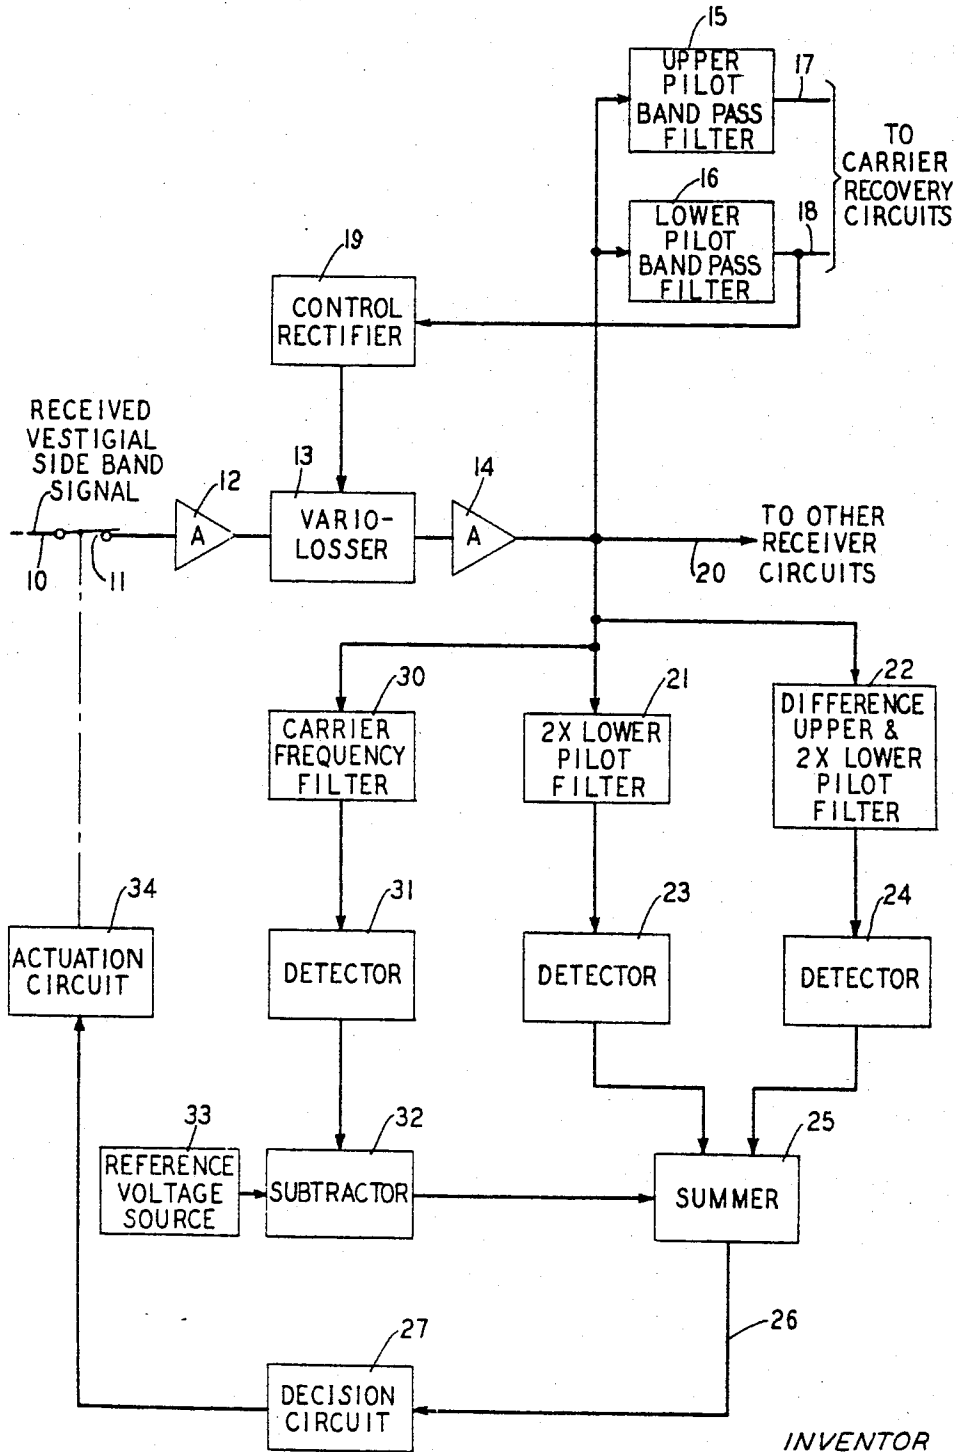 15
UPPER
PILOT
BAND PASS
FILTER
17
TO
CARRIER
RECOVERY
CIRCUITS
16
LOWER
PILOT
BAND PASS
FILTER
18
19
CONTROL
RECTIFIER
RECEIVED
VESTIGIAL
SIDE BAND
SIGNAL
10
11
12
A
13
VARIO-
LOSSER
14
A
TO OTHER
RECEIVER
CIRCUITS
20
30
CARRIER
FREQUENCY
FILTER
21
2X LOWER
PILOT
FILTER
22
DIFFERENCE
UPPER &
2X LOWER
PILOT
FILTER
34
ACTUATION
CIRCUIT
31
DETECTOR
23
DETECTOR
24
DETECTOR
33
REFERENCE
VOLTAGE
SOURCE
32
SUBTRACTOR
25
SUMMER
26
27
DECISION
CIRCUIT
INVENTOR